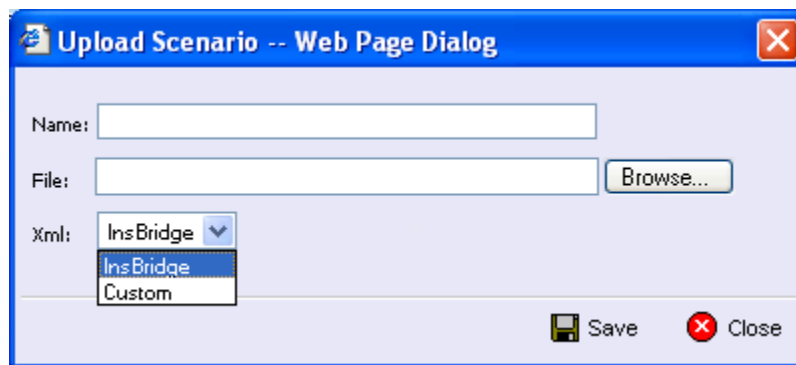 Upload Scenario -- Web Page Dialog
Name:
File: Browse...
Xml: InsBridge
InsBridge
Custom
Save Close